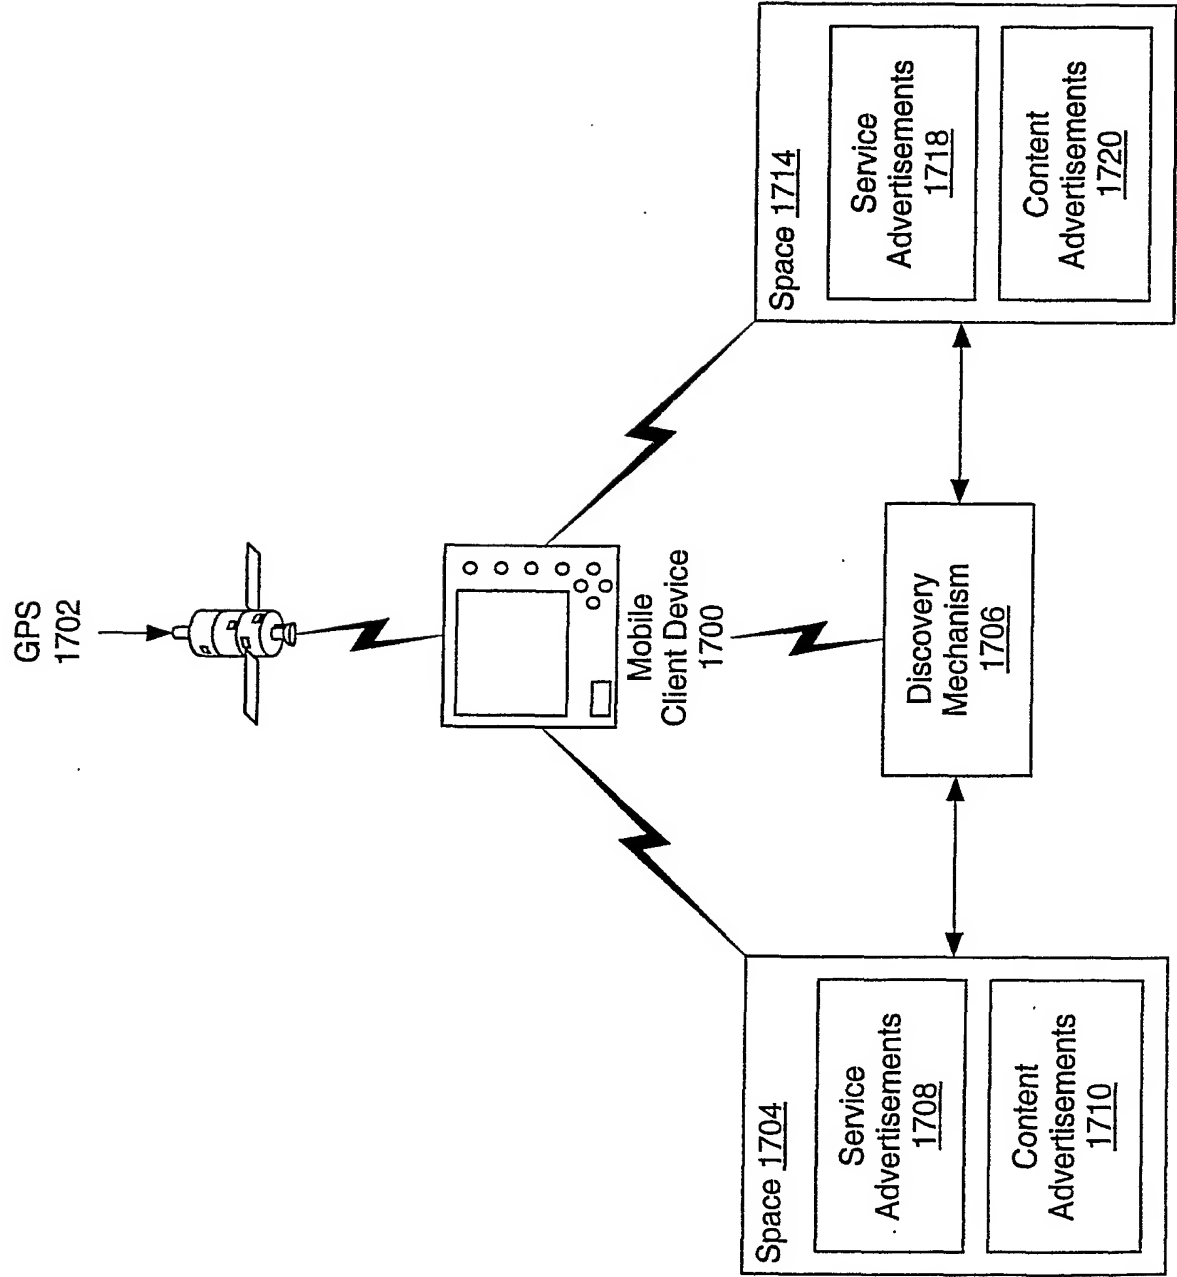 GPS
1702
Mobile
Client Device
1700
Space 1704
Service
Advertisements
1708
Content
Advertisements
1710
Discovery
Mechanism
1706
Space 1714
Service
Advertisements
1718
Content
Advertisements
1720